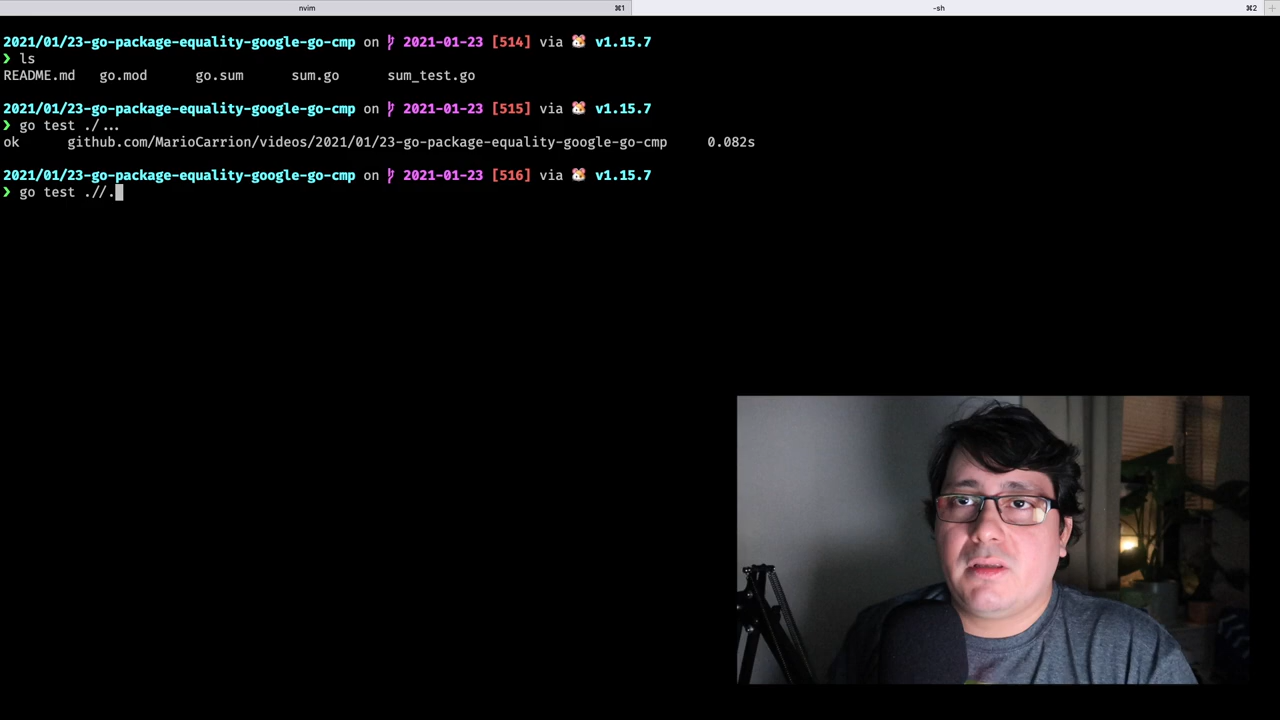 nvim ⌘1 -sh ⌘2 +
2021/01/23-go-package-equality-google-go-cmp on 2021-01-23 [514] via 🐹 v1.15.7
❯ ls
README.md go.mod go.sum sum.go sum_test.go
2021/01/23-go-package-equality-google-go-cmp on 2021-01-23 [515] via 🐹 v1.15.7
❯ go test ./...
ok github.com/MarioCarrion/videos/2021/01/23-go-package-equality-google-go-cmp 0.082s
2021/01/23-go-package-equality-google-go-cmp on 2021-01-23 [516] via 🐹 v1.15.7
❯ go test .//.